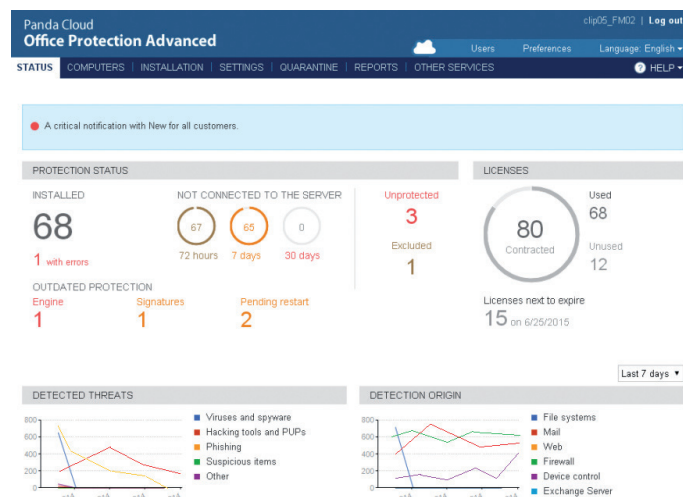 Panda Cloud
Office Protection Advanced
clip05_FM02 | Log out
Users Preferences Language: English
STATUS COMPUTERS | INSTALLATION | SETTINGS | QUARANTINE | REPORTS | OTHER SERVICES
? HELP
A critical notification with New for all customers.
PROTECTION STATUS
INSTALLED
68
1 with errors
NOT CONNECTED TO THE SERVER
67 65 0
72 hours 7 days 30 days
OUTDATED PROTECTION
Engine Signatures Pending restart
1 1 2
Unprotected
3
Excluded
1
LICENSES
80
Contracted
Used
68
Unused
12
Licenses next to expire
15 on 6/25/2015
Last 7 days
DETECTED THREATS
800
600
400
200
0
Viruses and spyware
Hacking tools and PUPs
Phishing
Suspicious items
Other
DETECTION ORIGIN
800
600
400
200
0
File systems
Mail
Web
Firewall
Device control
Exchange Server